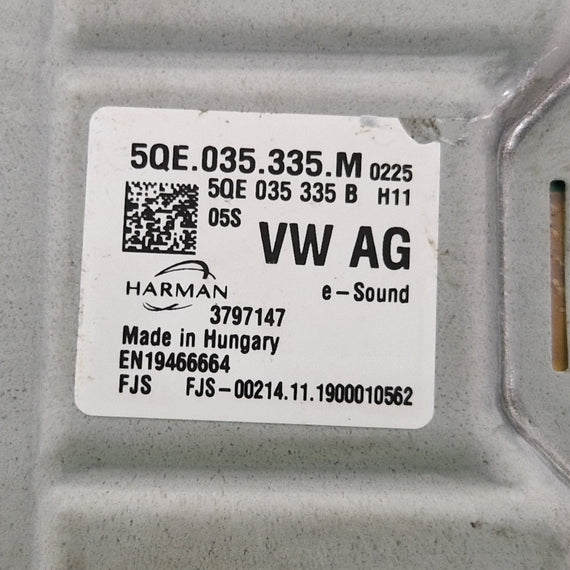 5QE.035.335.M 0225
5QE 035 335 B H11
05S
VW AG
HARMAN
e-Sound
3797147
Made in Hungary
EN19466664
FJS FJS-00214.11.1900010562